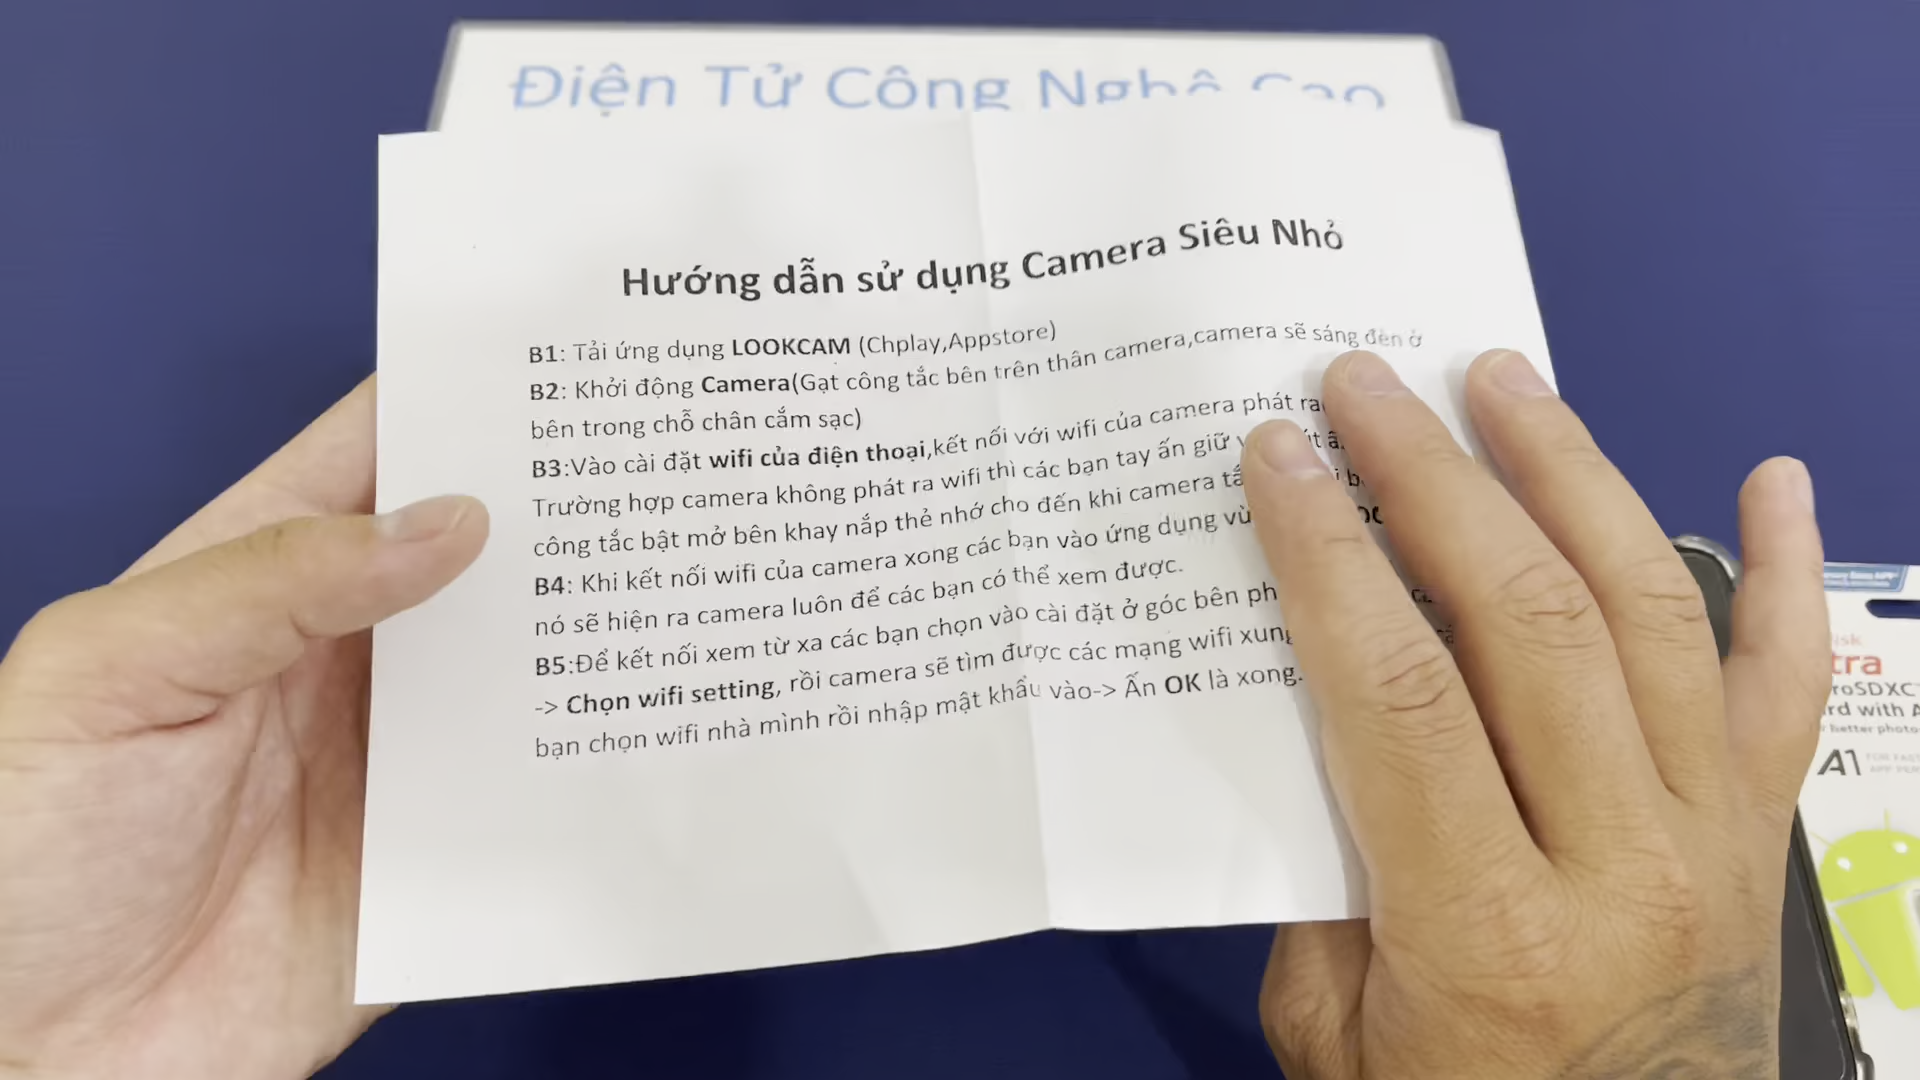 Điện Tử Công Nghệ Cao
Hướng dẫn sử dụng Camera Siêu Nhỏ
B1: Tải ứng dụng LOOKCAM (Chplay,Appstore)
B2: Khởi động Camera(Gạt công tắc bên trên thân camera,camera sẽ sáng đèn ở
bên trong chỗ chân cắm sạc)
B3:Vào cài đặt wifi của điện thoại,kết nối với wifi của camera phát ra
Trường hợp camera không phát ra wifi thì các bạn tay ấn giữ
công tắc bật mở bên khay nắp thẻ nhớ cho đến khi camera
B4: Khi kết nối wifi của camera xong các bạn vào ứng dụng
nó sẽ hiện ra camera luôn để các bạn có thể xem được.
B5:Để kết nối xem từ xa các bạn chọn vào cài đặt ở góc bên
-> Chọn wifi setting, rồi camera sẽ tìm được các mạng wifi
bạn chọn wifi nhà mình rồi nhập mật khẩu vào-> Ấn OK là xong.
A1